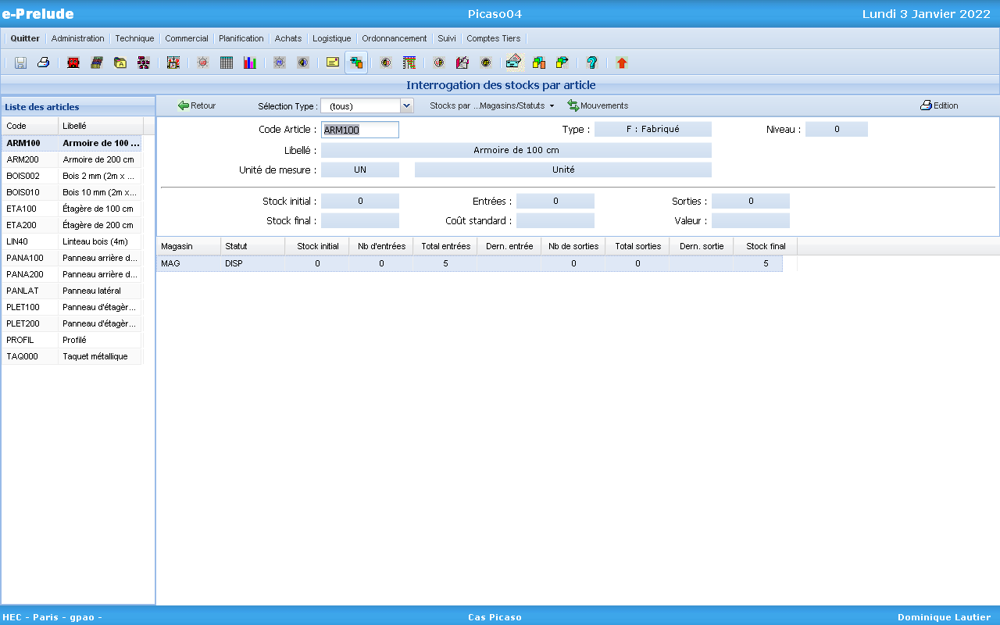 e-Prelude Picaso04 Lundi 3 Janvier 2022
Quitter Administration Technique Commercial Planification Achats Logistique Ordonnancement Suivi Comptes Tiers
Interrogation des stocks par article
Liste des articles
Code Libellé
ARM100 Armoire de 100 ...
ARM200 Armoire de 200 cm
BOIS002 Bois 2 mm (2m x ...
BOIS010 Bois 10 mm (2m x...
ETA100 Étagère de 100 cm
ETA200 Étagère de 200 cm
LIN40 Linteau bois (4m)
PANA100 Panneau arrière d...
PANA200 Panneau arrière d...
PANLAT Panneau latéral
PLET100 Panneau d'étagèr...
PLET200 Panneau d'étagèr...
PROFIL Profilé
TAQ000 Taquet métallique
Retour Sélection Type : (tous) Stocks par ...Magasins/Statuts Mouvements Edition
Code Article : ARM100 Type : F : Fabriqué Niveau : 0
Libellé : Armoire de 100 cm
Unité de mesure : UN Unité
Stock initial : 0 Entrées : 0 Sorties : 0
Stock final : Coût standard : Valeur :
Magasin Statut Stock initial Nb d'entrées Total entrées Dern. entrée Nb de sorties Total sorties Dern. sortie Stock final
MAG DISP 0 0 5 0 0 5
HEC - Paris - gpao - Cas Picaso Dominique Lautier